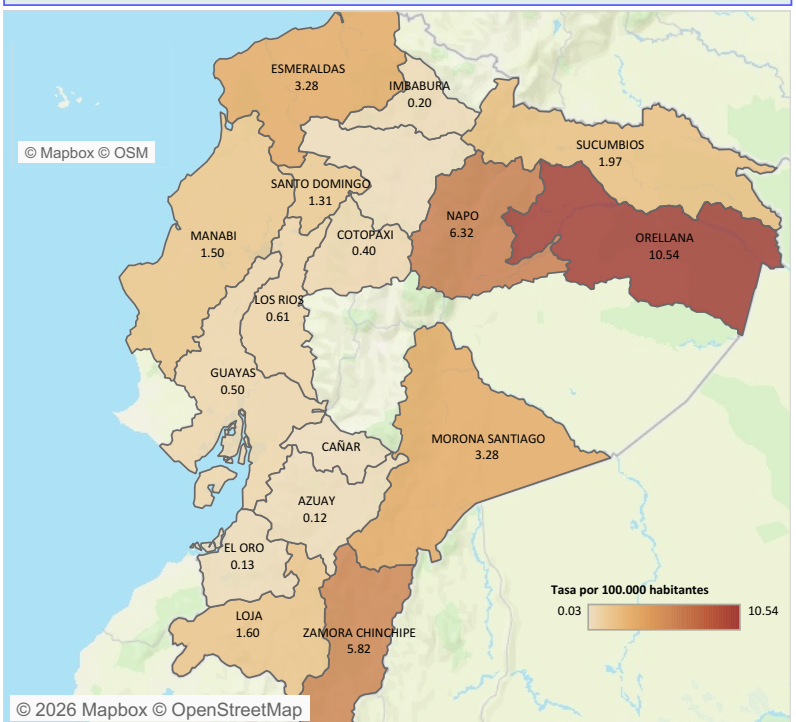 ESMERALDAS
3.28
IMBABURA
0.20
© Mapbox © OSM
SUCUMBIOS
1.97
SANTO DOMINGO
1.31
NAPO
6.32
MANABI
1.50
COTOPAXI
0.40
ORELLANA
10.54
LOS RIOS
0.61
GUAYAS
0.50
CAÑAR
MORONA SANTIAGO
3.28
AZUAY
0.12
EL ORO
0.13
Tasa por 100.000 habitantes
0.03 10.54
LOJA
1.60
ZAMORA CHINCHIPE
5.82
© 2026 Mapbox © OpenStreetMap